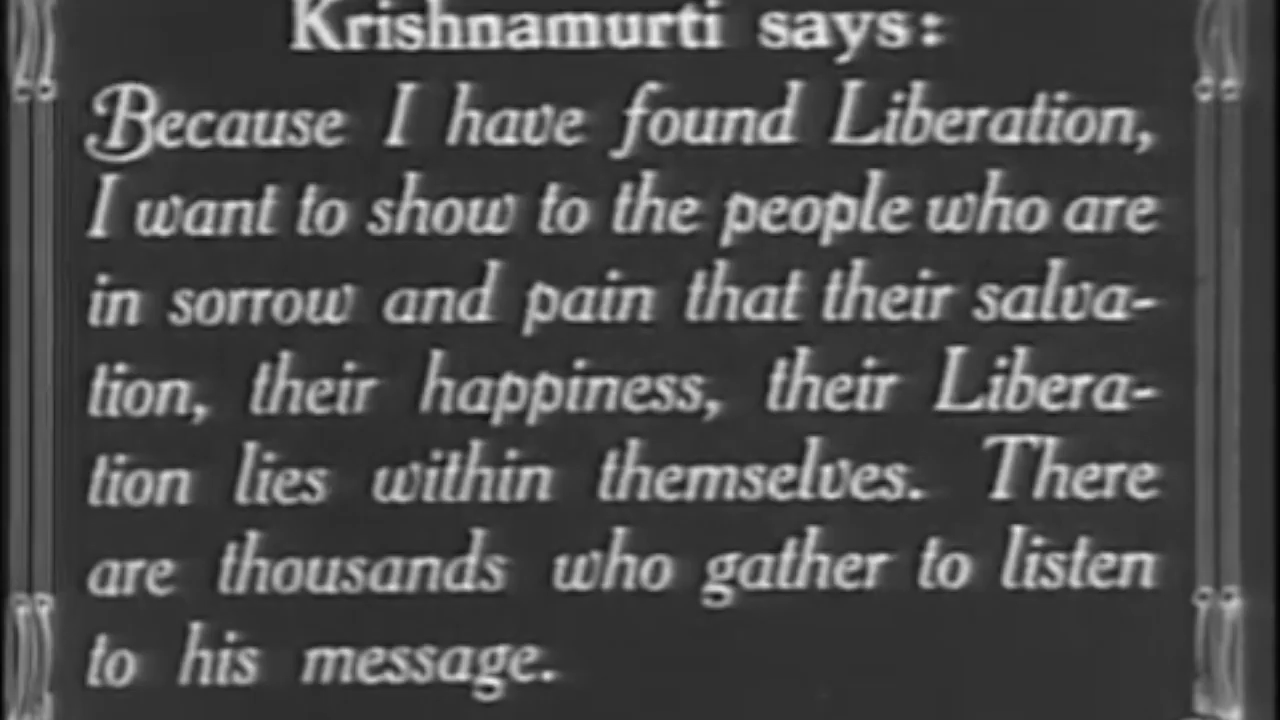 Krishnamurti says:
Because I have found Liberation,
I want to show to the people who are
in sorrow and pain that their salva-
tion, their happiness, their Libera-
tion lies within themselves. There
are thousands who gather to listen
to his message.